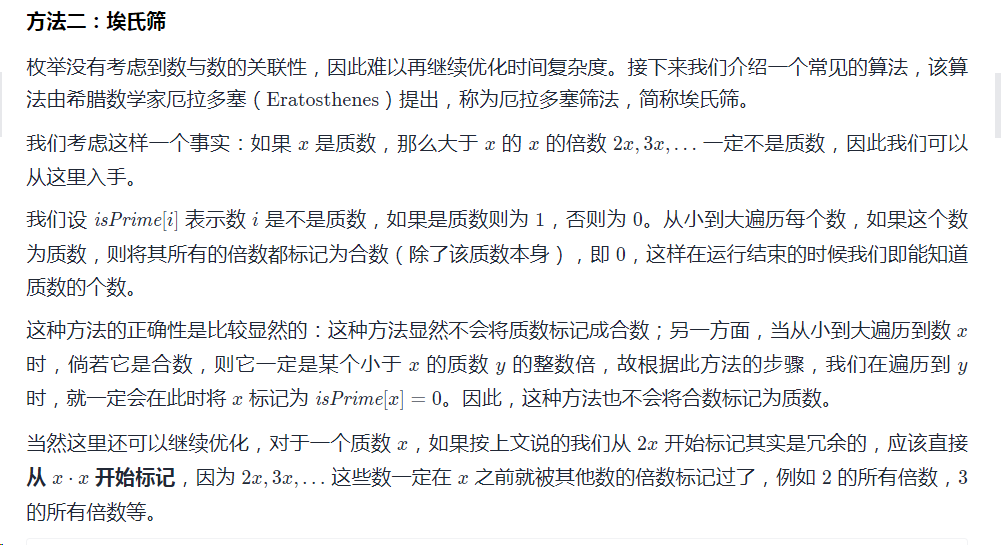 方法二：埃氏筛
枚举没有考虑到数与数的关联性，因此难以再继续优化时间复杂度。接下来我们介绍一个常见的算法，该算
法由希腊数学家厄拉多塞（Eratosthenes）提出，称为厄拉多塞筛法，简称埃氏筛。
我们考虑这样一个事实：如果 x 是质数，那么大于 x 的 x 的倍数 2x, 3x, … 一定不是质数，因此我们可以
从这里入手。
我们设 isPrime[i] 表示数 i 是不是质数，如果是质数则为 1，否则为 0。从小到大遍历每个数，如果这个数
为质数，则将其所有的倍数都标记为合数（除了该质数本身），即 0，这样在运行结束的时候我们即能知道
质数的个数。
这种方法的正确性是比较显然的：这种方法显然不会将质数标记成合数；另一方面，当从小到大遍历到数 x
时，倘若它是合数，则它一定是某个小于 x 的质数 y 的整数倍，故根据此方法的步骤，我们在遍历到 y
时，就一定会在此时将 x 标记为 isPrime[x] = 0。因此，这种方法也不会将合数标记为质数。
当然这里还可以继续优化，对于一个质数 x，如果按上文说的我们从 2x 开始标记其实是冗余的，应该直接
从 x · x 开始标记，因为 2x, 3x, … 这些数一定在 x 之前就被其他数的倍数标记过了，例如 2 的所有倍数，3
的所有倍数等。